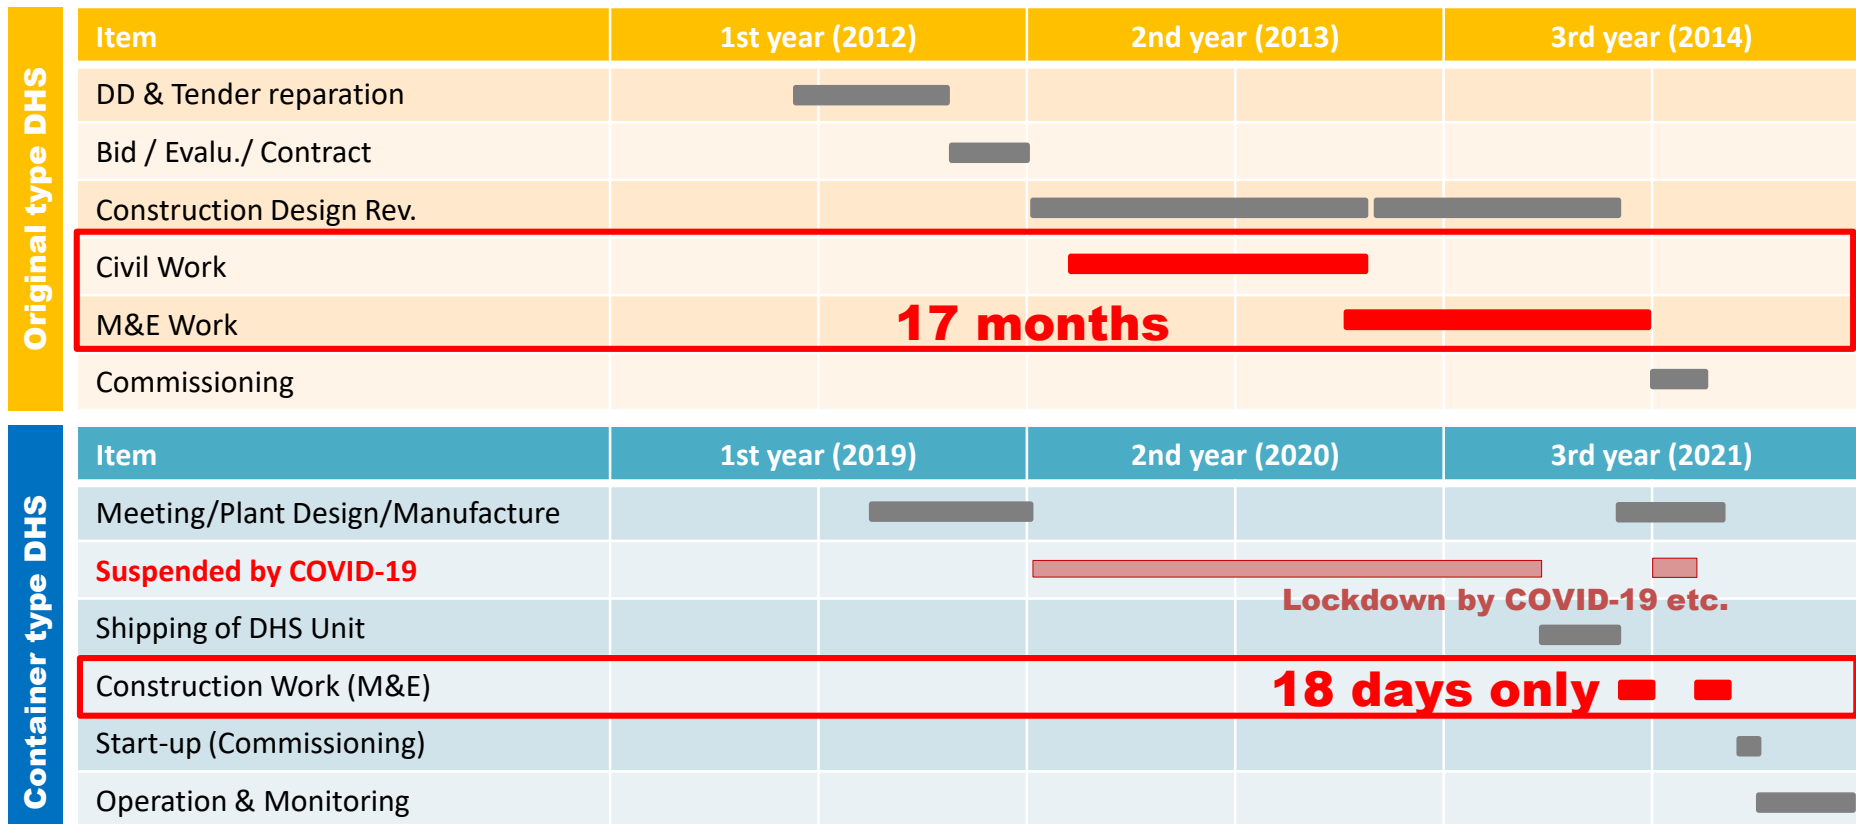 Original type DHS
Item 1st year (2012) 2nd year (2013) 3rd year (2014)
DD & Tender reparation
Bid / Evalu./ Contract
Construction Design Rev.
Civil Work
M&E Work 17 months
Commissioning
Container type DHS
Item 1st year (2019) 2nd year (2020) 3rd year (2021)
Meeting/Plant Design/Manufacture
Suspended by COVID-19
Lockdown by COVID-19 etc.
Shipping of DHS Unit
Construction Work (M&E) 18 days only
Start-up (Commissioning)
Operation & Monitoring